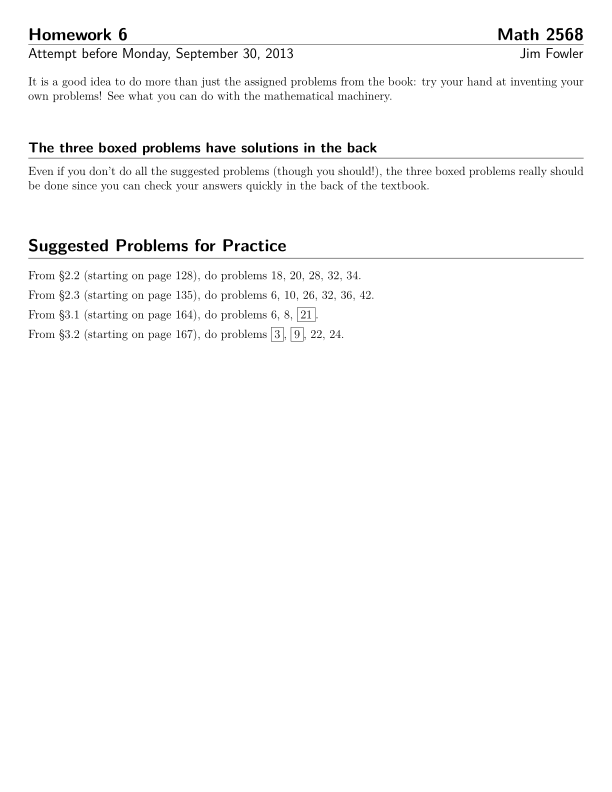 Homework 6 Math 2568
Attempt before Monday, September 30, 2013 Jim Fowler
It is a good idea to do more than just the assigned problems from the book: try your hand at inventing your
own problems! See what you can do with the mathematical machinery.
The three boxed problems have solutions in the back
Even if you don't do all the suggested problems (though you should!), the three boxed problems really should
be done since you can check your answers quickly in the back of the textbook.
Suggested Problems for Practice
From §2.2 (starting on page 128), do problems 18, 20, 28, 32, 34.
From §2.3 (starting on page 135), do problems 6, 10, 26, 32, 36, 42.
From §3.1 (starting on page 164), do problems 6, 8, 21.
From §3.2 (starting on page 167), do problems 3, 9, 22, 24.